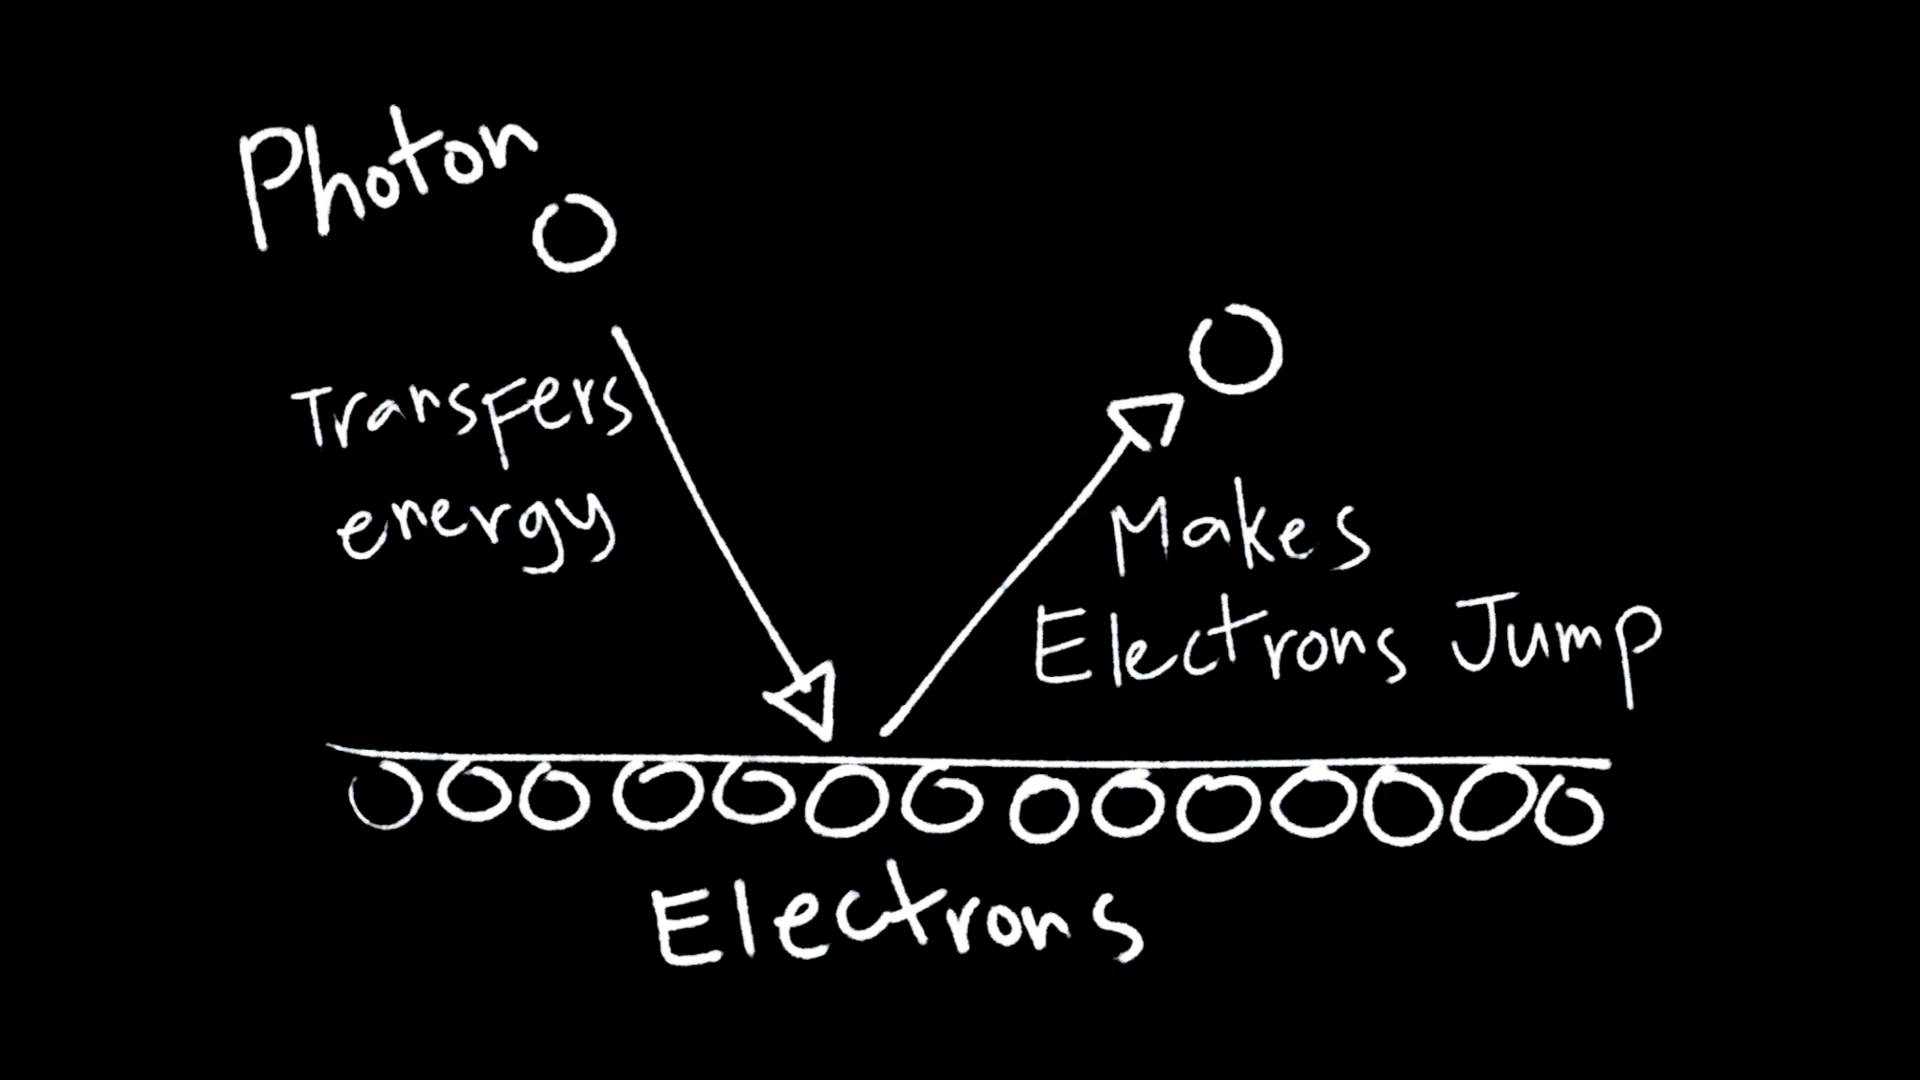 Photon
Transfers
energy
Makes
Electrons Jump
Electrons